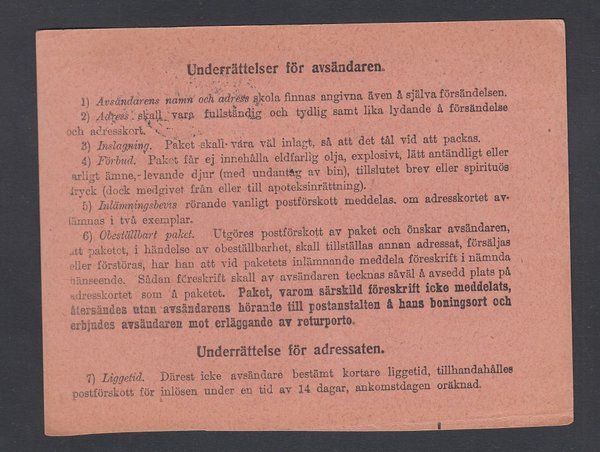 Underrättelser för avsändaren.
1) Avsändarens namn och adress skola finnas angivna även å själva försändelsen.
2) Adress skall vara fullständig och tydlig samt lika lydande å försändelse
och adresskort.
3) Inslagning. Paket skall vara väl inlagt, så att det tål vid att packas.
4) Förbud. Paket får ej innehålla eldfarlig olja, explosivt, lätt antändligt eller
farligt ämne, levande djur (med undantag av bin), tillslutet brev eller spirituös
dryck (dock medgivet från eller till apoteksinrättning).
5) Inlämningsbevis rörande vanligt postförskott meddelas. om adresskortet av-
lämnas i två exemplar.
6) Obeställbart paket. Utgöres postförskott av paket och önskar avsändaren,
att paketet, i händelse av obeställbarhet, skall tillställas annan adressat, försäljas
eller förstöras, har han att vid paketets inlämnande meddela föreskrift i nämnda
hänseende. Sådan föreskrift skall av avsändaren tecknas såväl å avsedd plats på
adresskortet som å paketet. Paket, varom särskild föreskrift icke meddelats,
återsändes utan avsändarens hörande till postanstalten å hans boningsort och
erbjudes avsändaren mot erläggande av returporto.
Underrättelse för adressaten.
7) Liggetid. Därest icke avsändare bestämt kortare liggetid, tillhandahålles
postförskott för inlösen under en tid av 14 dagar, ankomstdagen oräknad.